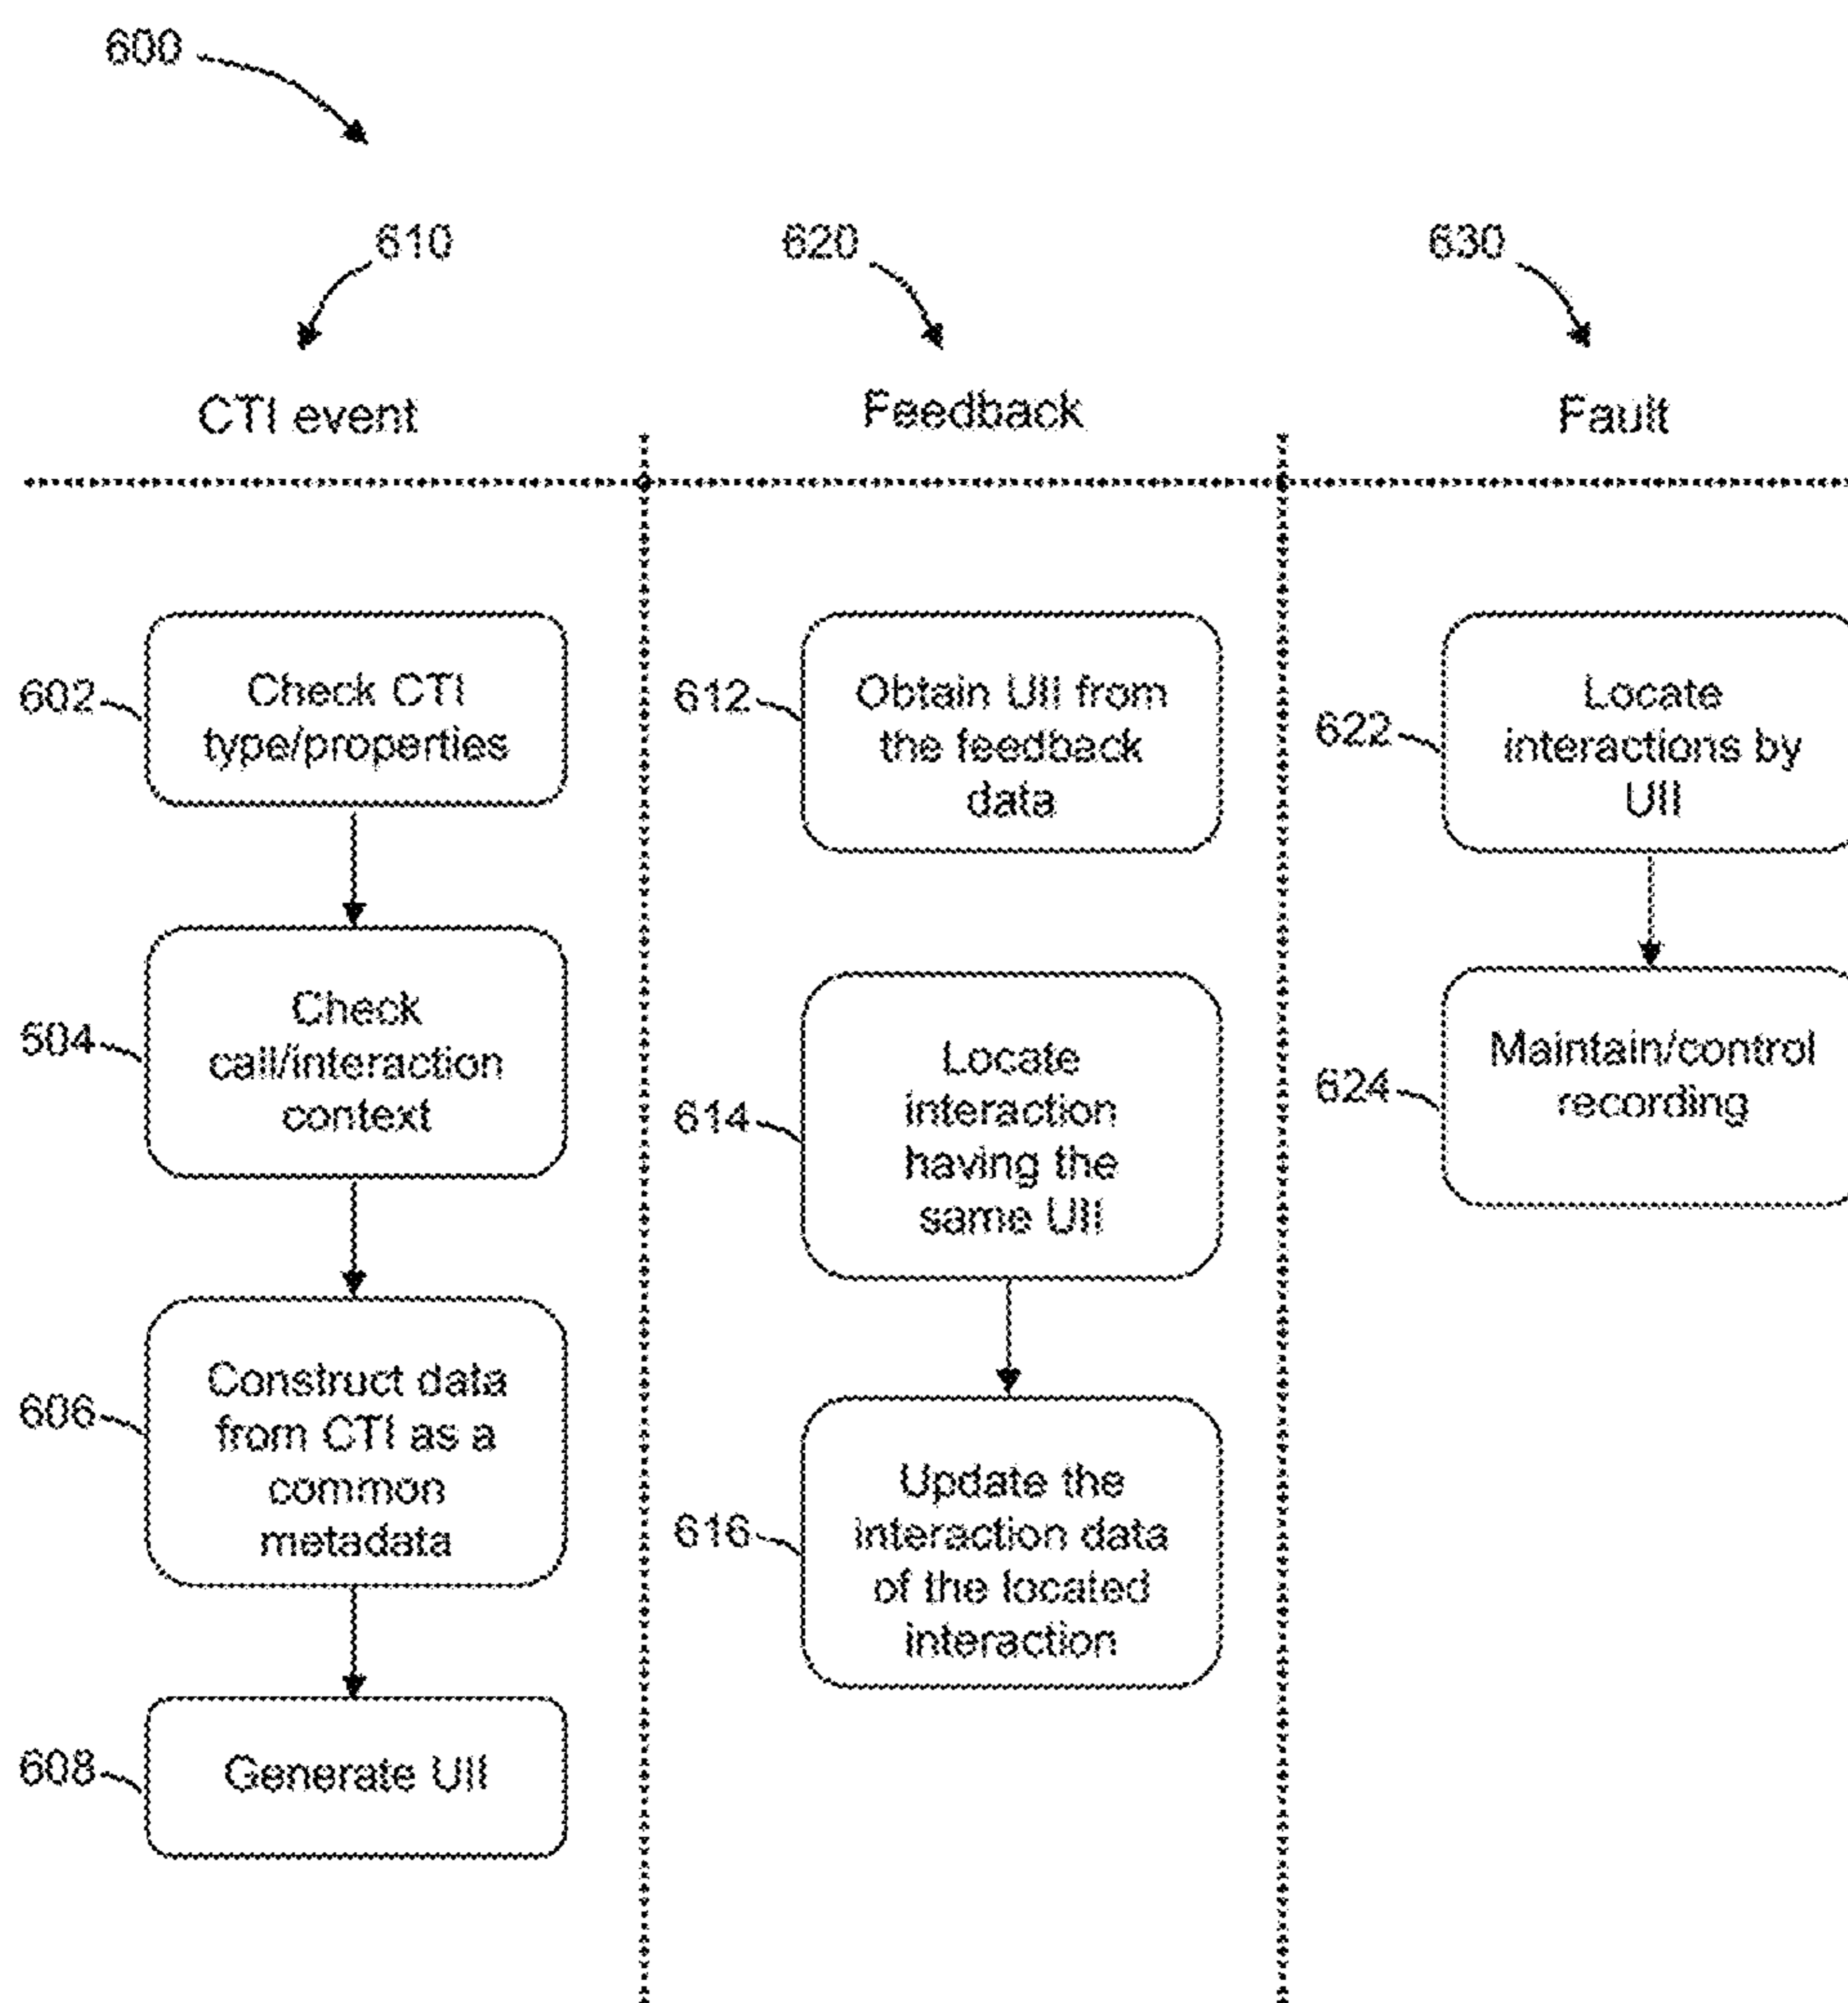 600
610
620
630
CTI event
Feedback
Fault
602
Check CTI
type/properties
604
Check
call/interaction
context
606
Construct data
from CTI as a
common
metadata
608
Generate UII
612
Obtain UII from
the feedback
data
614
Locate
interaction
having the
same UII
616
Update the
interaction data
of the located
interaction
622
Locate
interactions by
UII
624
Maintain/control
recording